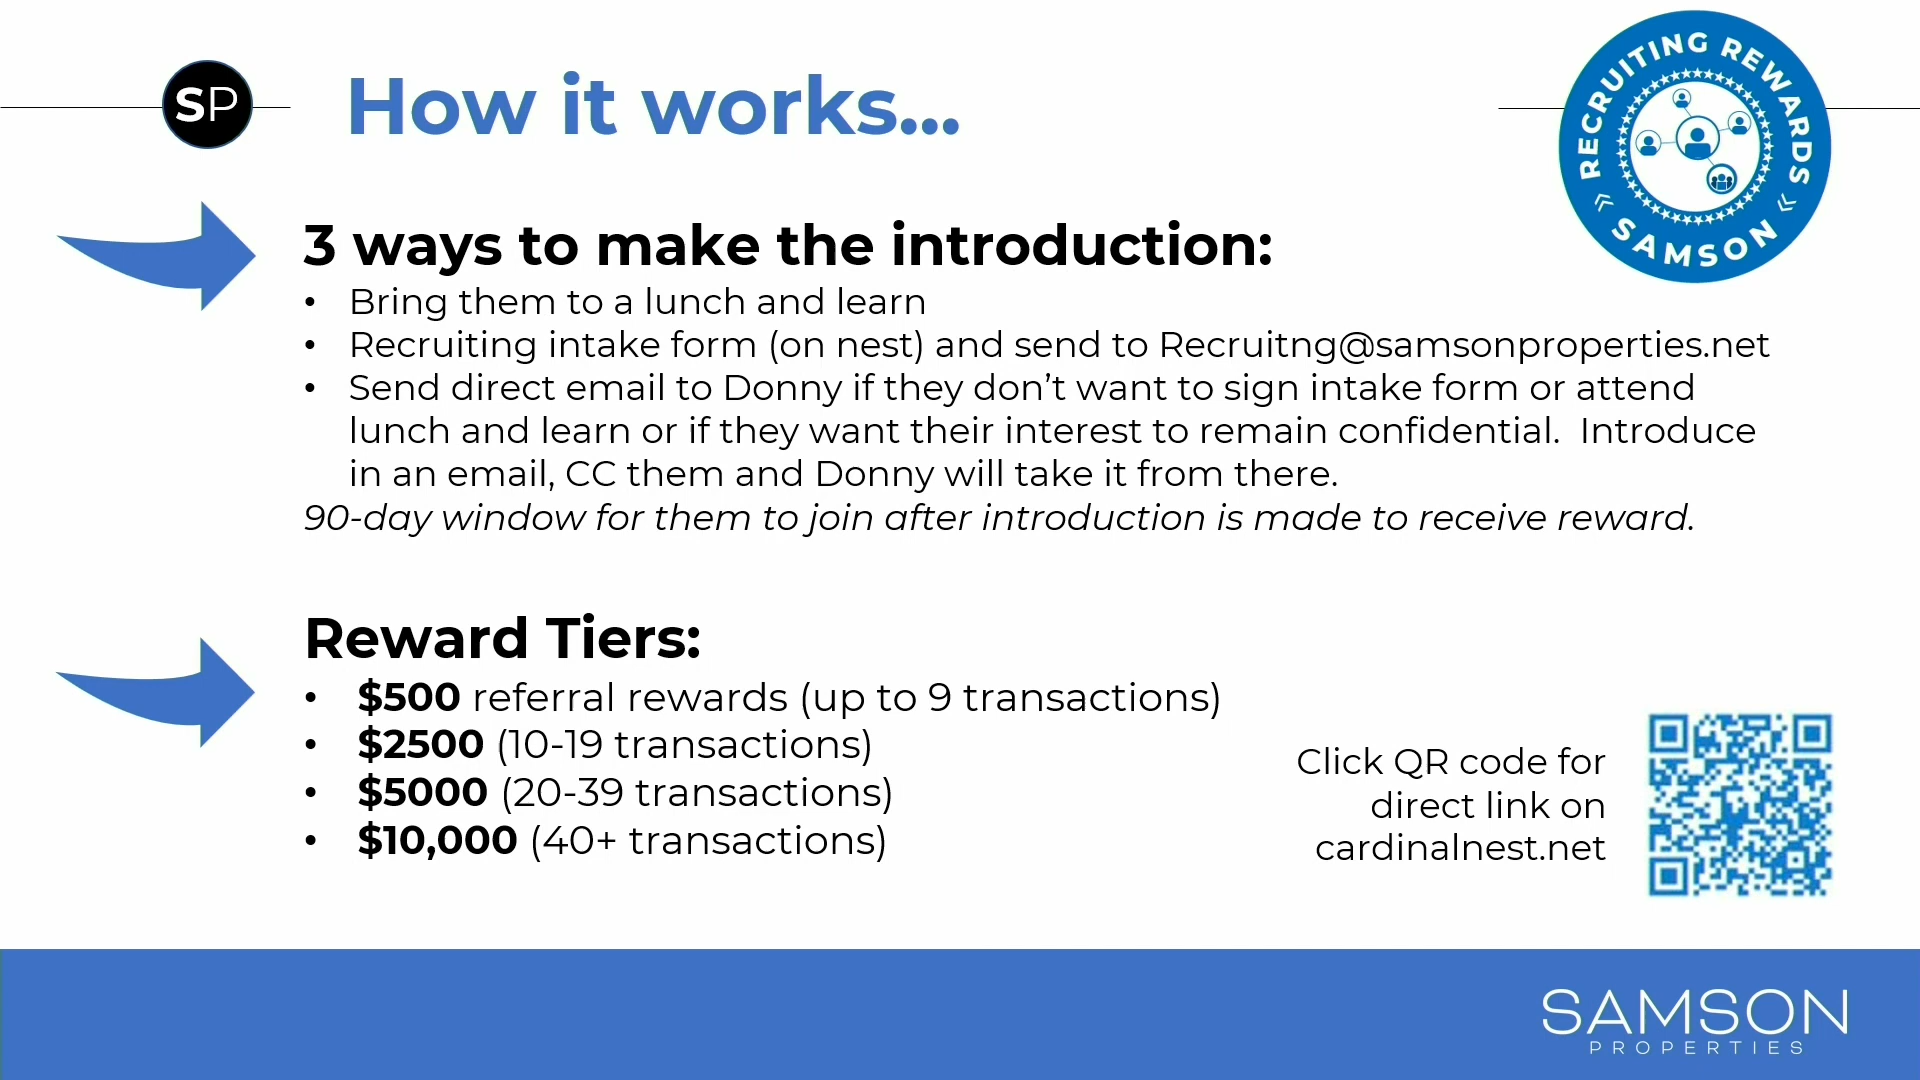 SP
How it works...
RECRUITING REWARDS
SAMSON
3 ways to make the introduction:
• Bring them to a lunch and learn
• Recruiting intake form (on nest) and send to Recruitng@samsonproperties.net
• Send direct email to Donny if they don’t want to sign intake form or attend
lunch and learn or if they want their interest to remain confidential.  Introduce
in an email, CC them and Donny will take it from there.
90-day window for them to join after introduction is made to receive reward.
Reward Tiers:
• $500 referral rewards (up to 9 transactions)
• $2500 (10-19 transactions)
• $5000 (20-39 transactions)
• $10,000 (40+ transactions)
Click QR code for
direct link on
cardinalnest.net
SAMSON
PROPERTIES